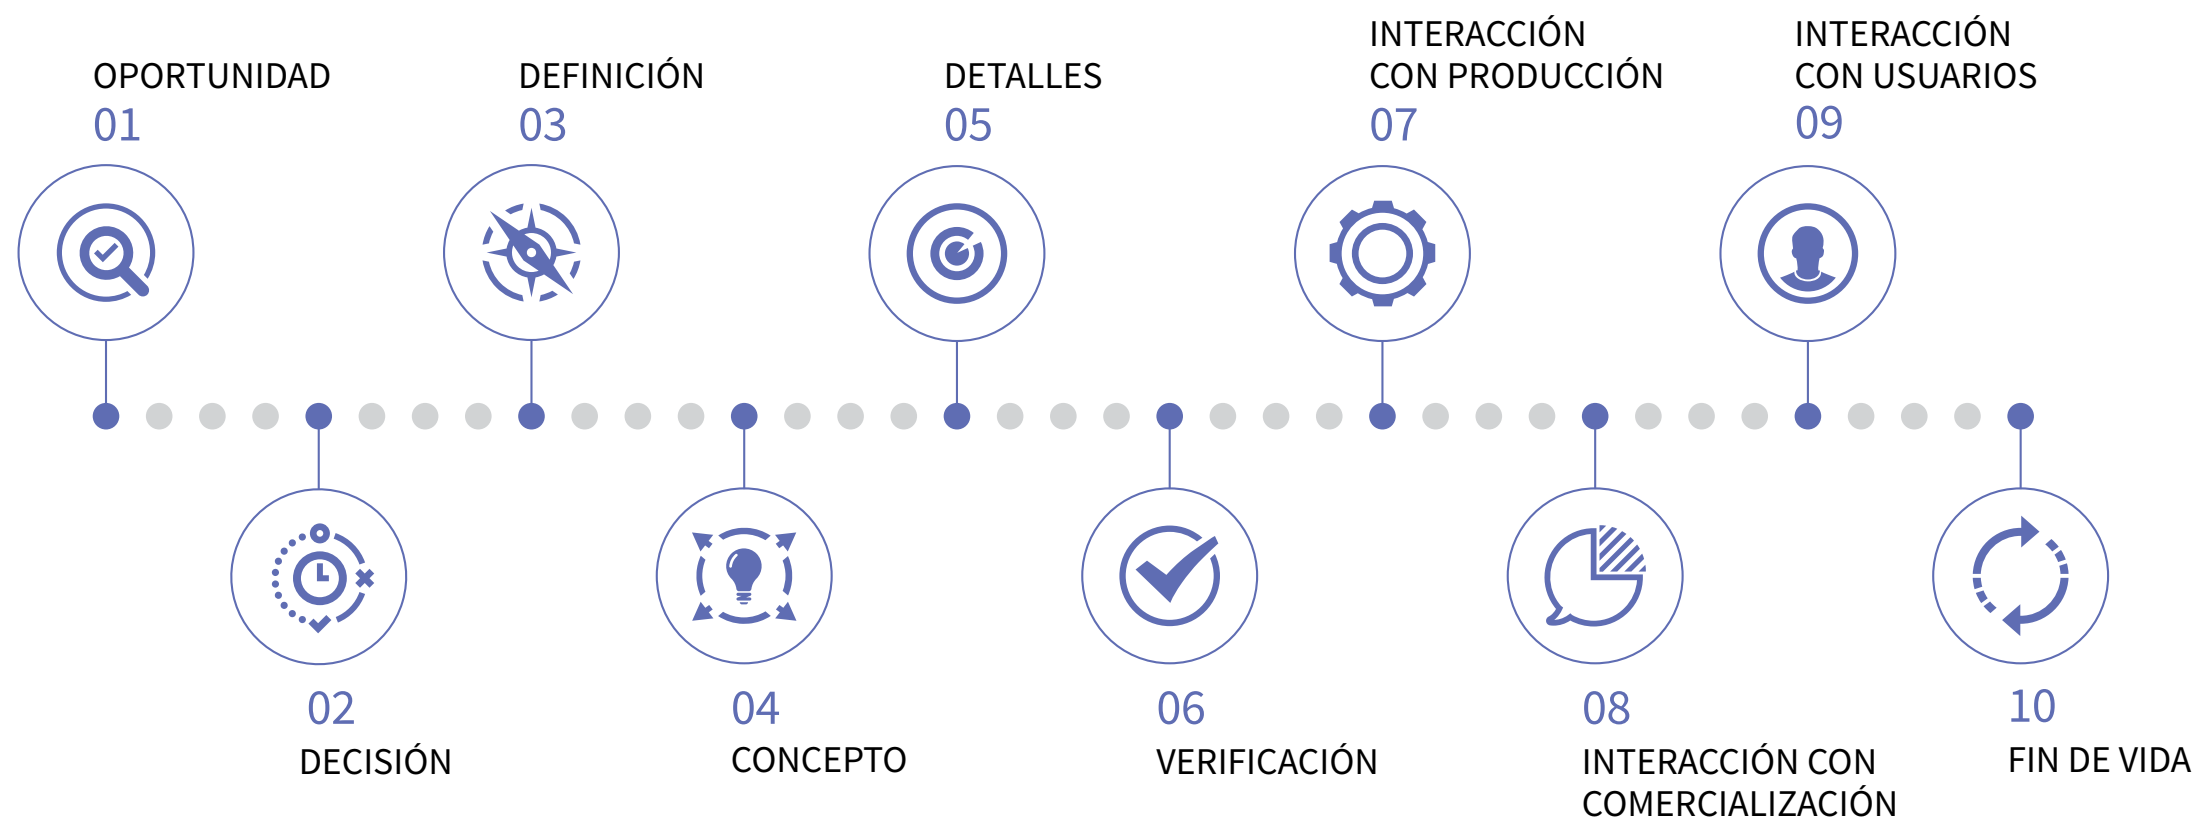 OPORTUNIDAD
01
02
DECISIÓN
DEFINICIÓN
03
04
CONCEPTO
DETALLES
05
06
VERIFICACIÓN
INTERACCIÓN
CON PRODUCCIÓN
07
08
INTERACCIÓN CON
COMERCIALIZACIÓN
INTERACCIÓN
CON USUARIOS
09
10
FIN DE VIDA